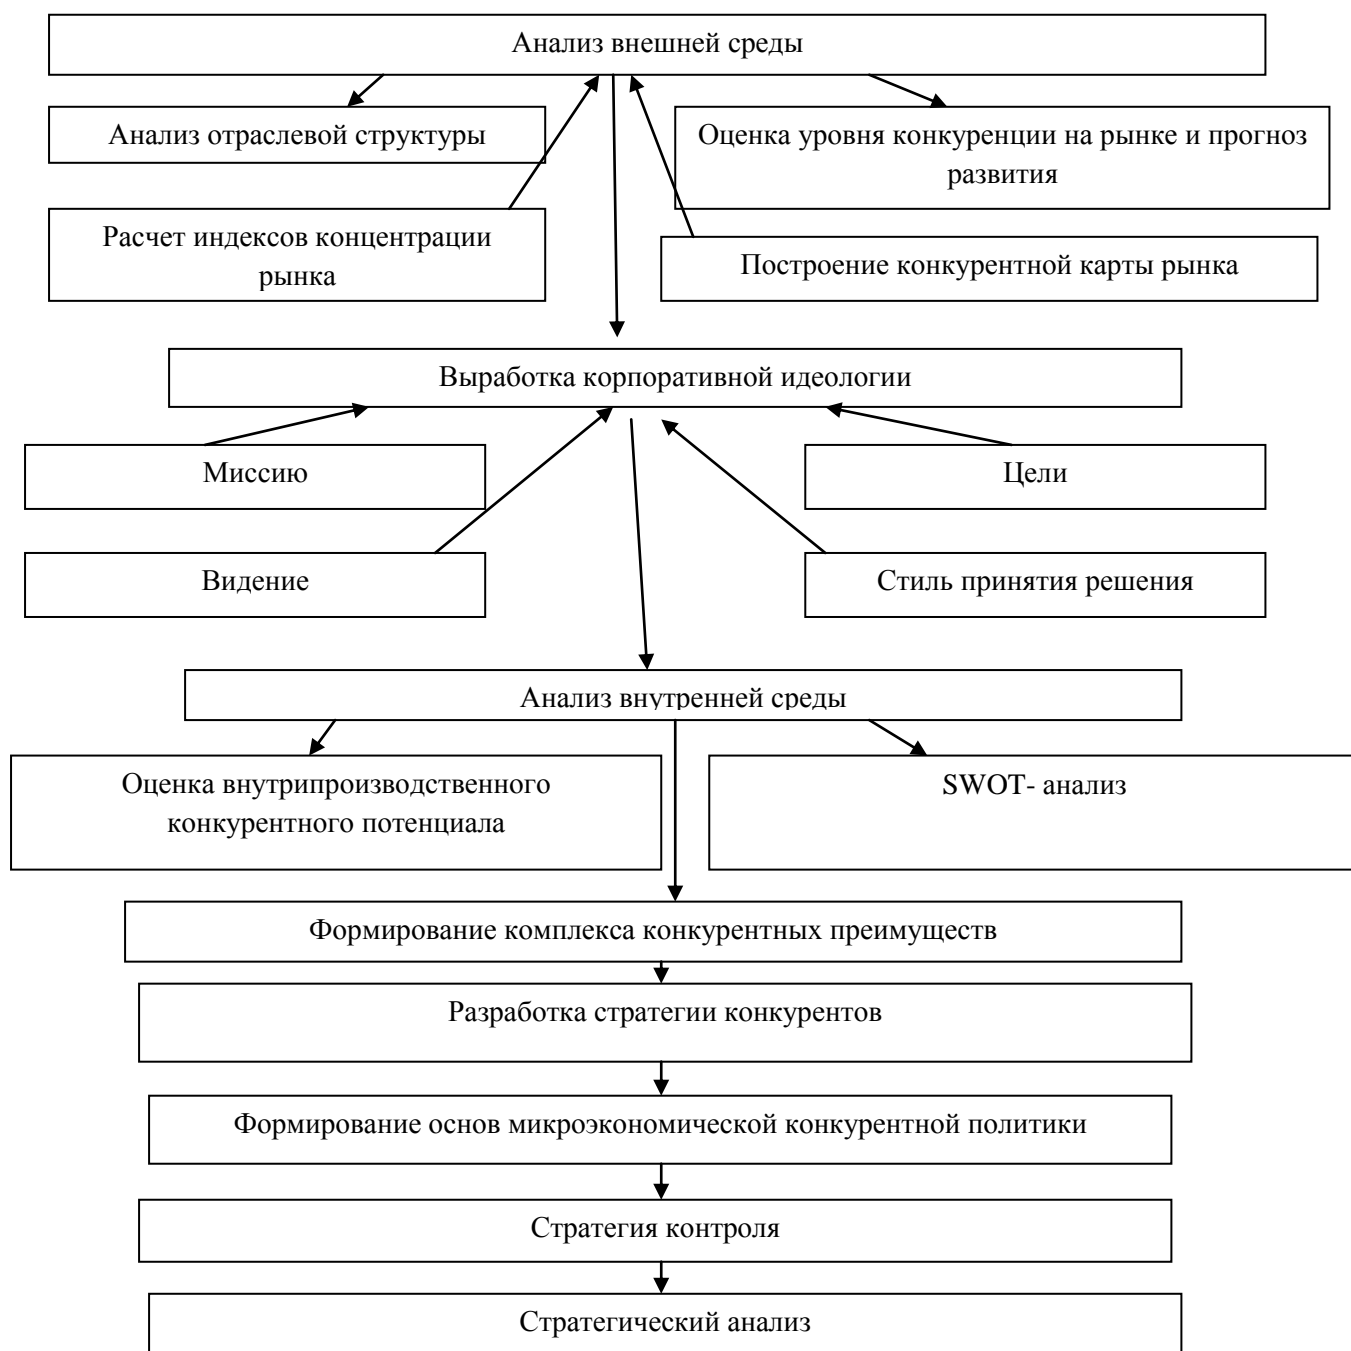 Анализ внешней среды
Анализ отраслевой структуры
Оценка уровня конкуренции на рынке и прогноз
развития
Расчет индексов концентрации
рынка
Построение конкурентной карты рынка
Выработка корпоративной идеологии
Миссию
Цели
Видение
Стиль принятия решения
Анализ внутренней среды
Оценка внутрипроизводственного
конкурентного потенциала
SWOT- анализ
Формирование комплекса конкурентных преимуществ
Разработка стратегии конкурентов
Формирование основ микроэкономической конкурентной политики
Стратегия контроля
Стратегический анализ